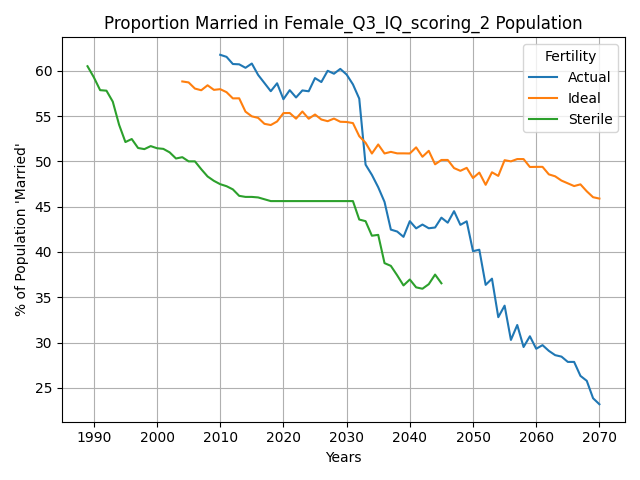 Proportion Married in Female_Q3_IQ_scoring_2 Population
% of Population 'Married'
60
55
50
45
40
35
30
25
Fertility
Actual
Ideal
Sterile
1990 2000 2010 2020 2030 2040 2050 2060 2070
Years